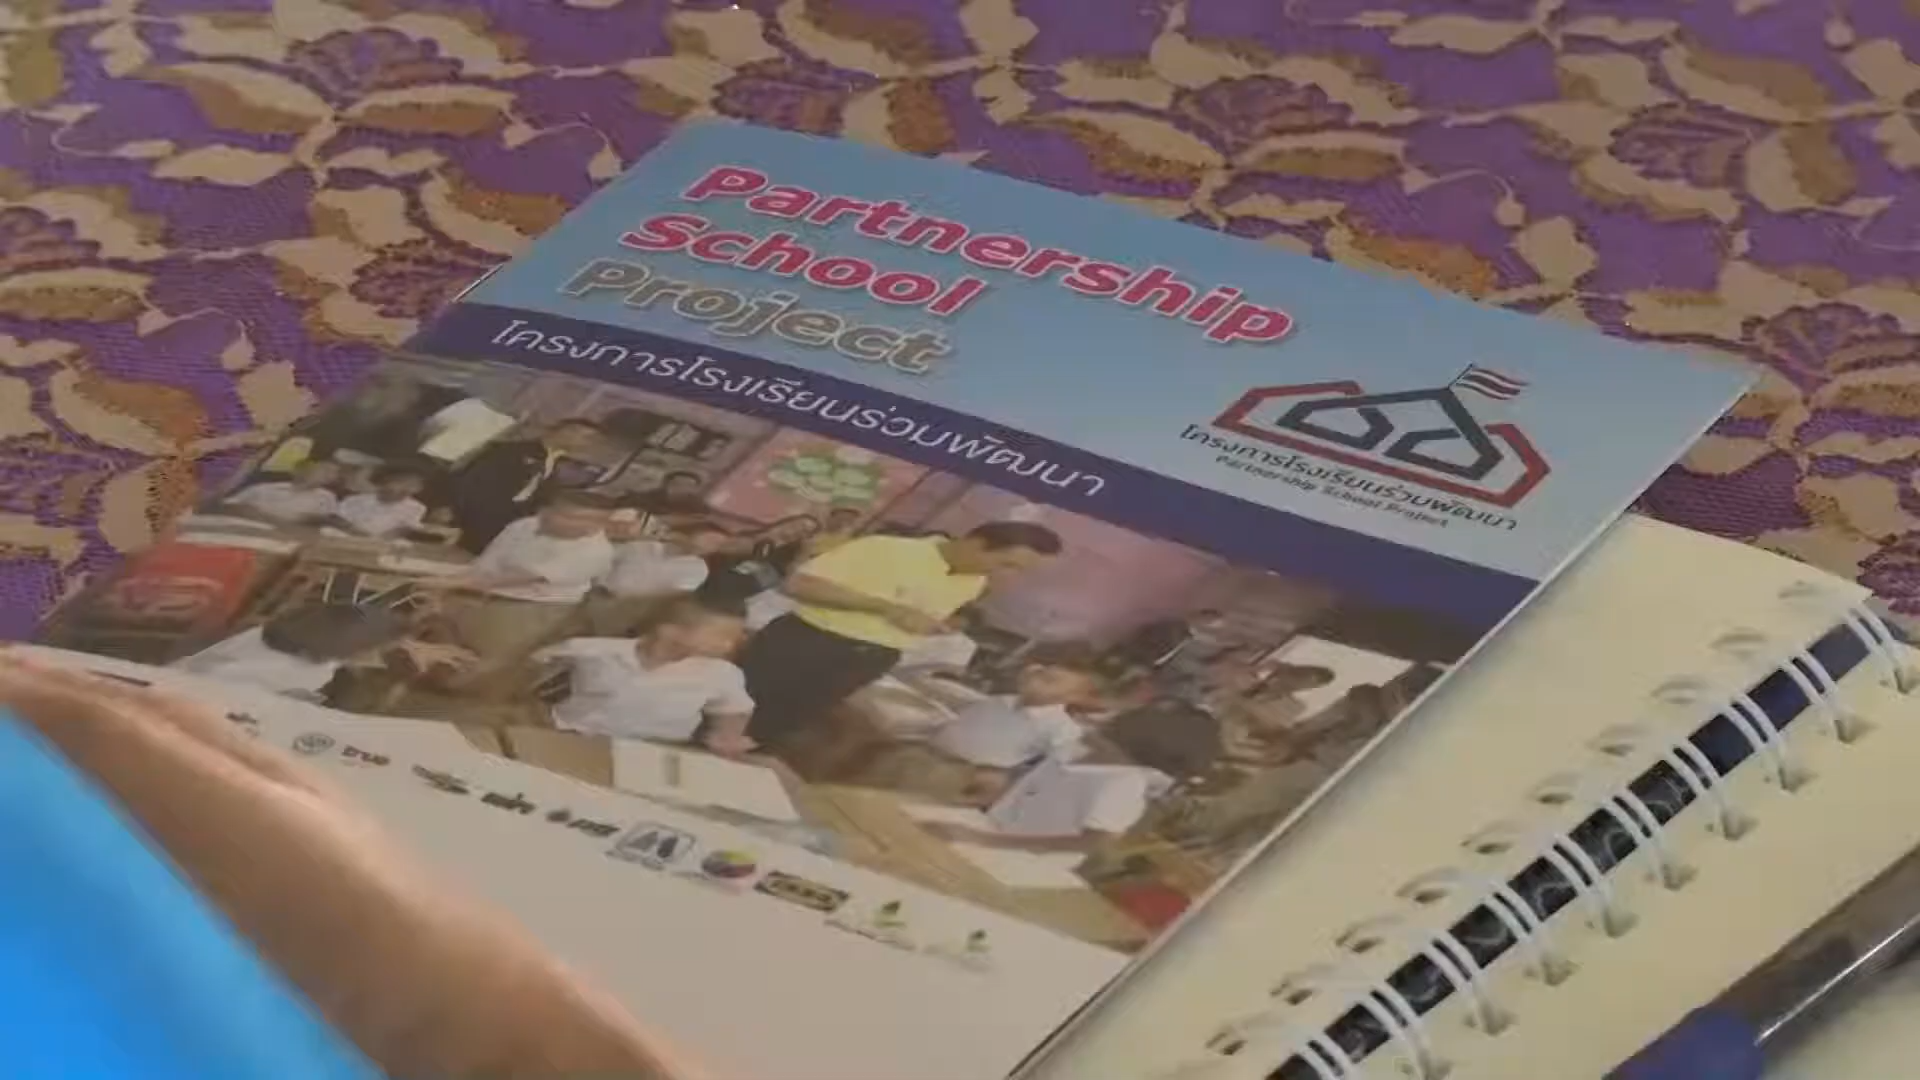 Partnership
School
Project
โครงการโรงเรียนร่วมพัฒนา
โครงการโรงเรียนร่วมพัฒนา
Partnership School Project